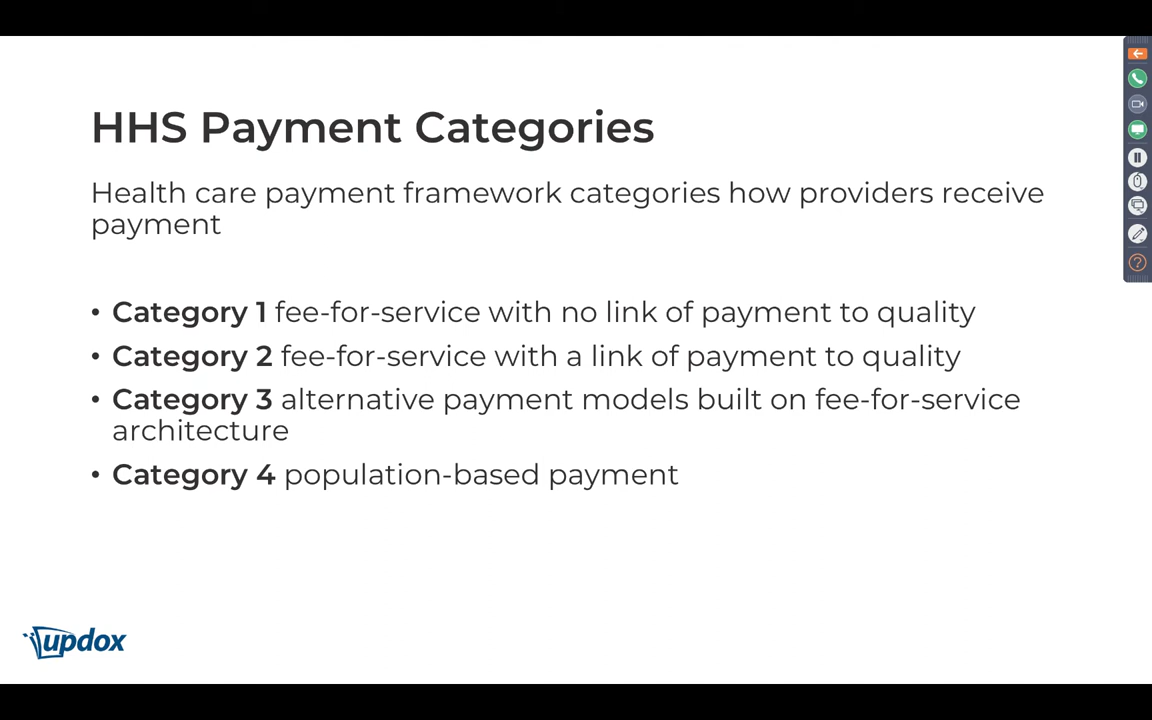 HHS Payment Categories
Health care payment framework categories how providers receive
payment
• Category 1 fee-for-service with no link of payment to quality
• Category 2 fee-for-service with a link of payment to quality
• Category 3 alternative payment models built on fee-for-service
architecture
• Category 4 population-based payment
updox
?